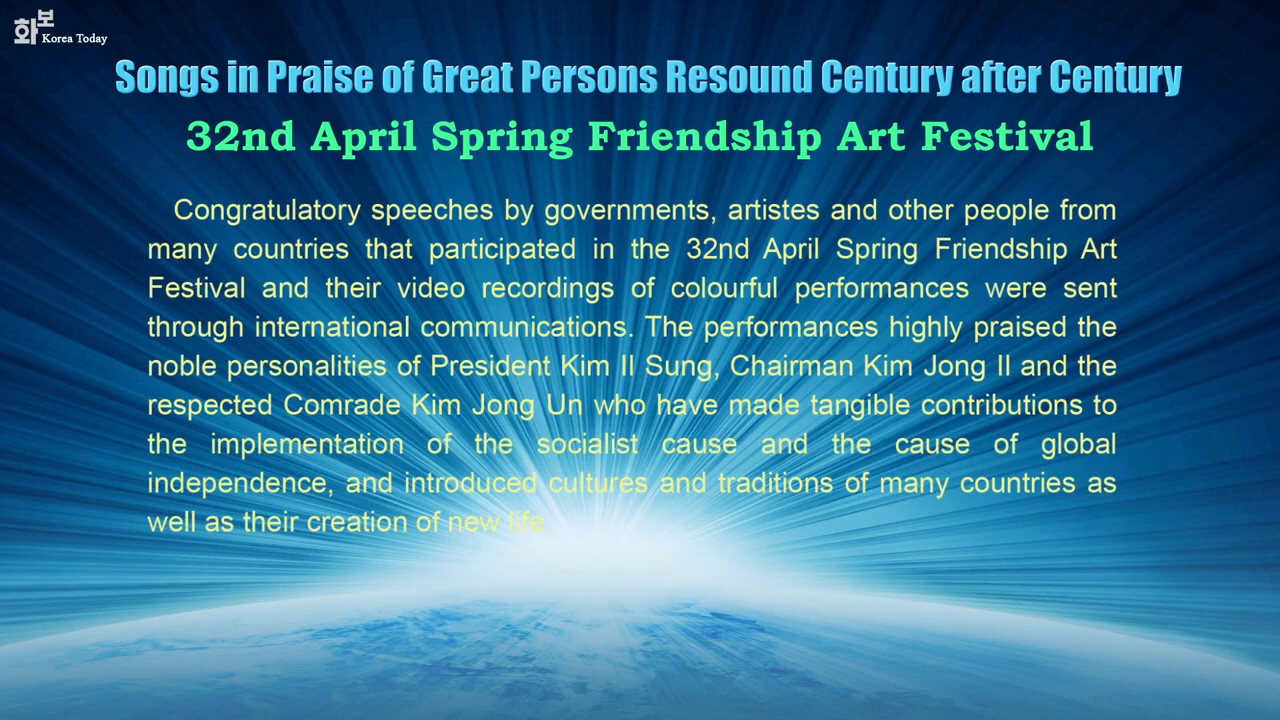 화보
Korea Today
Songs in Praise of Great Persons Resound Century after Century
32nd April Spring Friendship Art Festival
Congratulatory speeches by governments, artistes and other people from
many countries that participated in the 32nd April Spring Friendship Art
Festival and their video recordings of colourful performances were sent
through international communications. The performances highly praised the
noble personalities of President Kim Il Sung, Chairman Kim Jong Il and the
respected Comrade Kim Jong Un who have made tangible contributions to
the implementation of the socialist cause and the cause of global
independence, and introduced cultures and traditions of many countries as
well as their creation of new life.